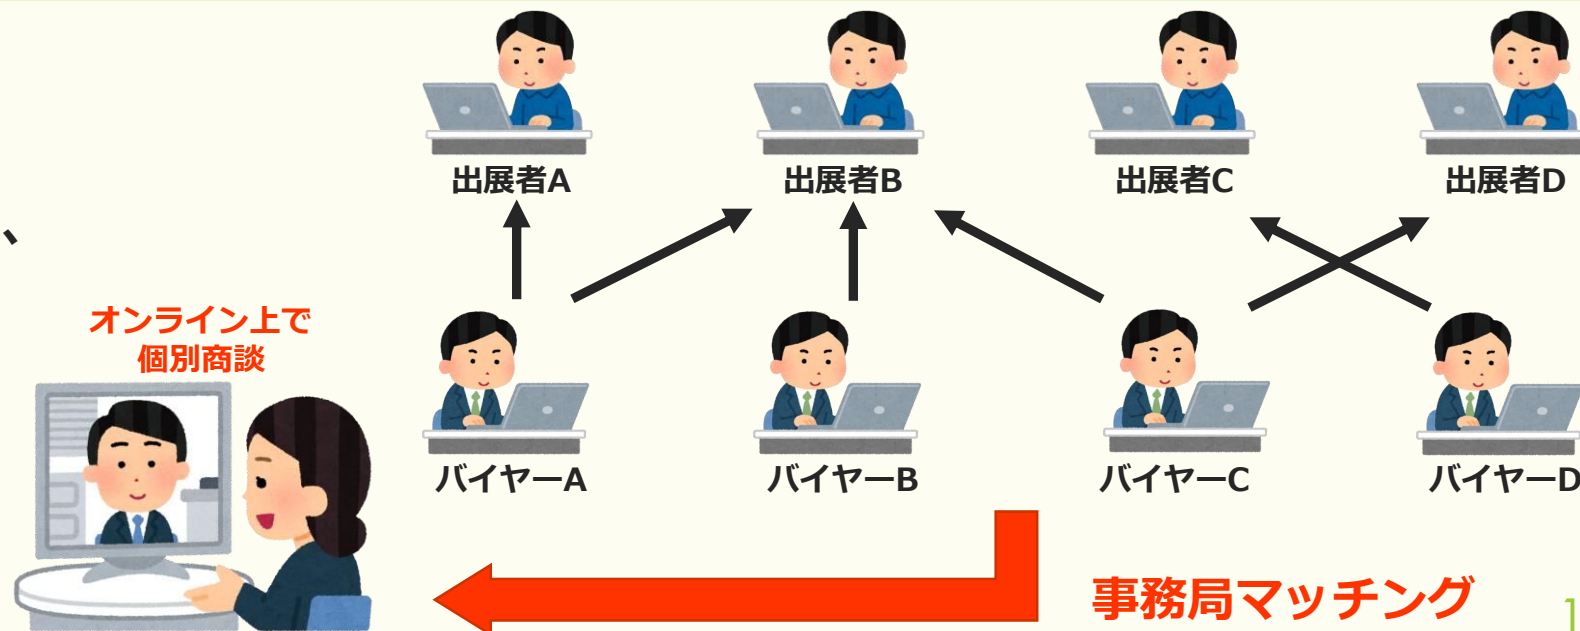 出展者A
出展者B
出展者C
出展者D
、
オンライン上で
個別商談
バイヤーA
バイヤーB
バイヤーC
バイヤーD
事務局マッチング
1